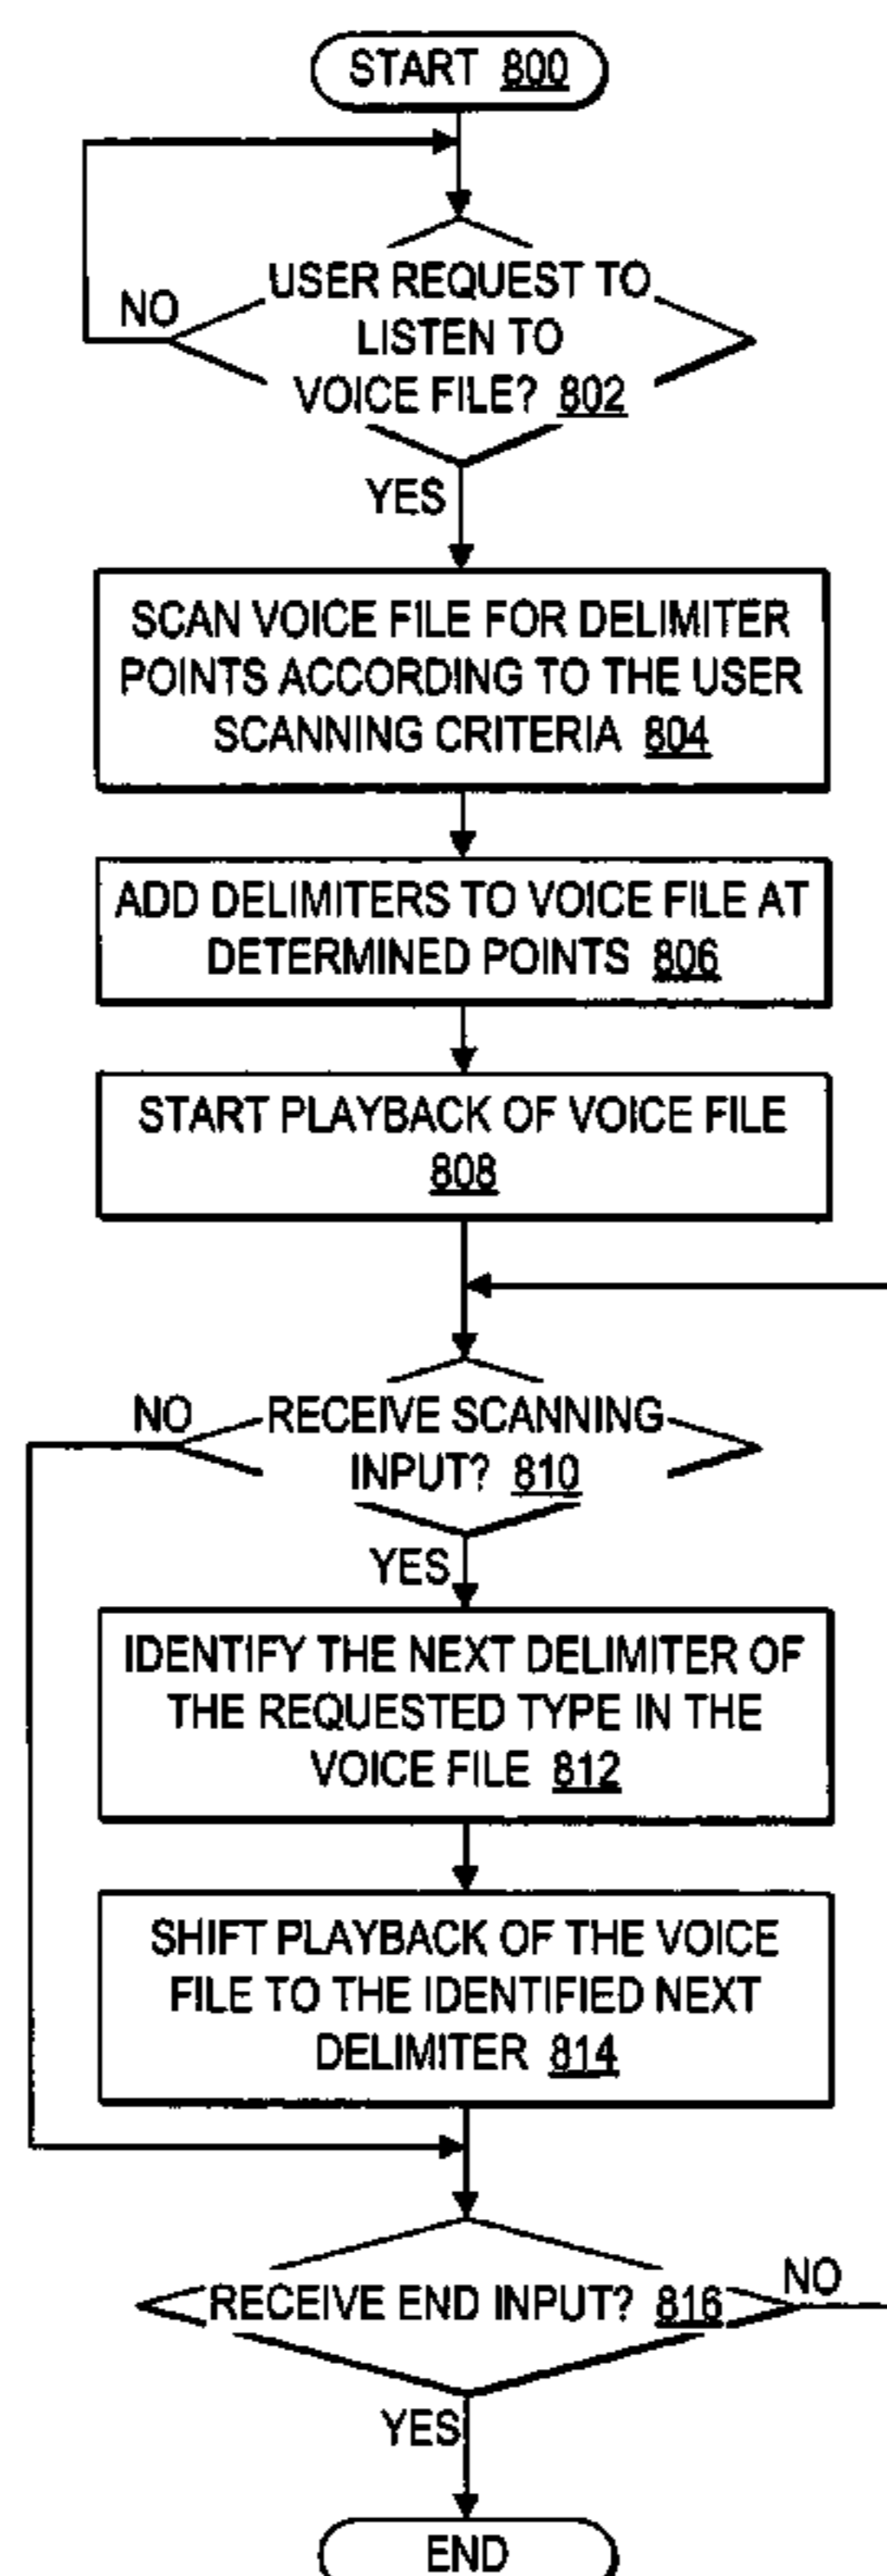 START 800
USER REQUEST TO
LISTEN TO
VOICE FILE? 802
NO
YES
SCAN VOICE FILE FOR DELIMITER
POINTS ACCORDING TO THE USER
SCANNING CRITERIA 804
ADD DELIMITERS TO VOICE FILE AT
DETERMINED POINTS 806
START PLAYBACK OF VOICE FILE
808
NO
RECEIVE SCANNING
INPUT? 810
YES
IDENTIFY THE NEXT DELIMITER OF
THE REQUESTED TYPE IN THE
VOICE FILE 812
SHIFT PLAYBACK OF THE VOICE
FILE TO THE IDENTIFIED NEXT
DELIMITER 814
RECEIVE END INPUT? 816
NO
YES
END